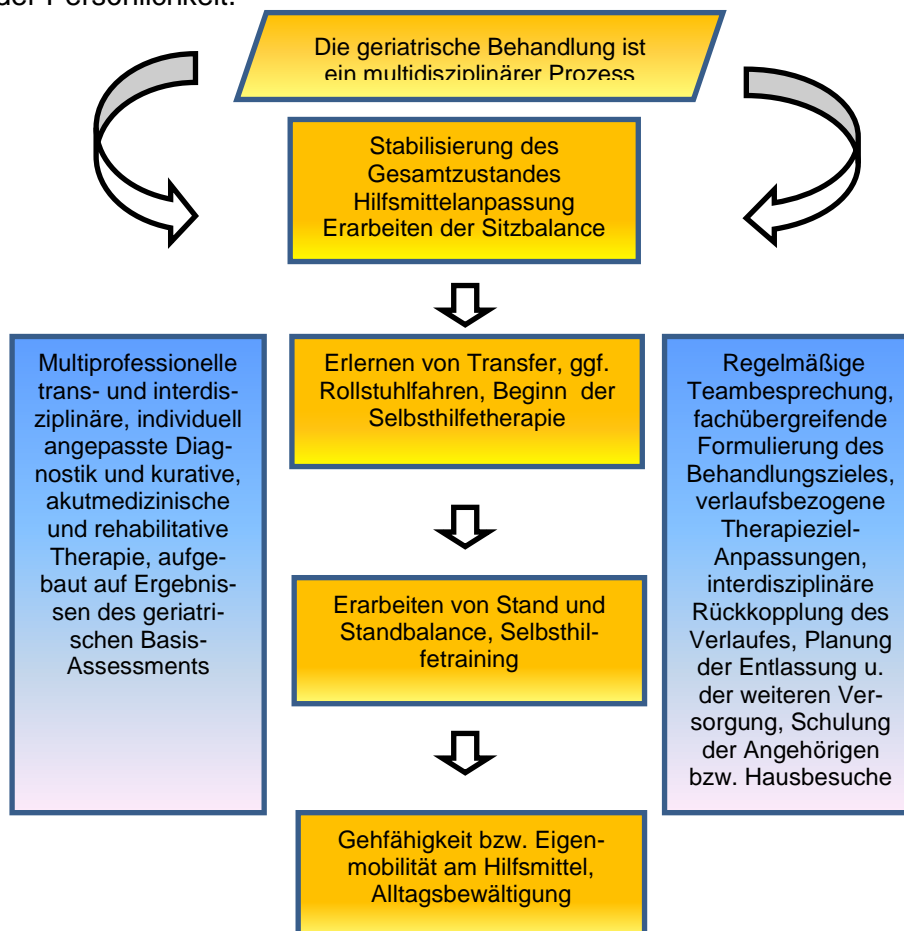 der Persönlichkeit.
Die geriatrische Behandlung ist
ein multidisziplinärer Prozess
Stabilisierung des
Gesamtzustandes
Hilfsmittelanpassung
Erarbeiten der Sitzbalance
Multiprofessionelle
trans- und interdis-
ziplinäre, individuell
angepasste Diag-
nostik und kurative,
akutmedizinische
und rehabilitative
Therapie, aufge-
baut auf Ergebnis-
sen des geriatri-
schen Basis-
Assessments
Erlernen von Transfer, ggf.
Rollstuhlfahren, Beginn  der
Selbsthilfetherapie
Erarbeiten von Stand und
Standbalance, Selbsthil-
fetraining
Gehfähigkeit bzw. Eigen-
mobilität am Hilfsmittel,
Alltagsbewältigung
Regelmäßige
Teambesprechung,
fachübergreifende
Formulierung des
Behandlungszieles,
verlaufsbezogene
Therapieziel-
Anpassungen,
interdisziplinäre
Rückkopplung des
Verlaufes, Planung
der Entlassung u.
der weiteren Ver-
sorgung, Schulung
der Angehörigen
bzw. Hausbesuche